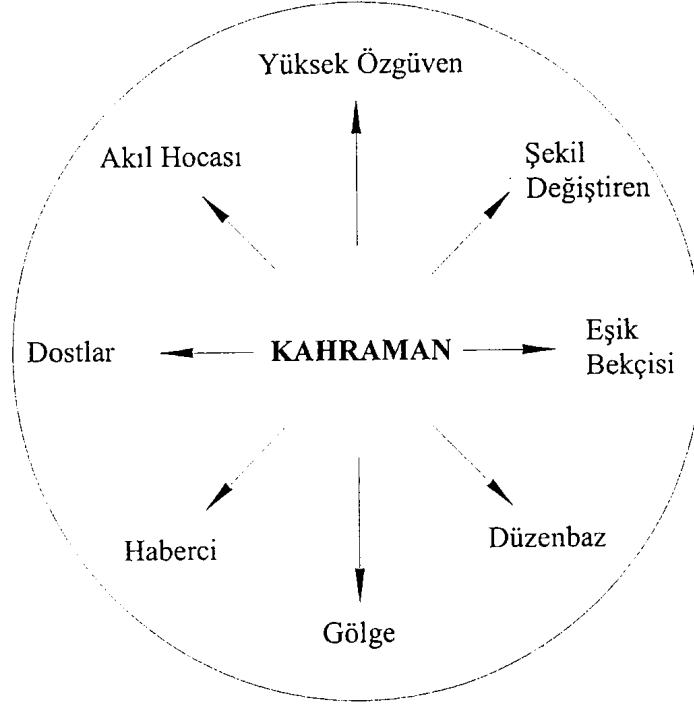 Yüksek Özgüven
Akıl Hocası
Şekil
Değiştiren
Dostlar
KAHRAMAN
Eşik
Bekçisi
Haberci
Düzenbaz
Gölge